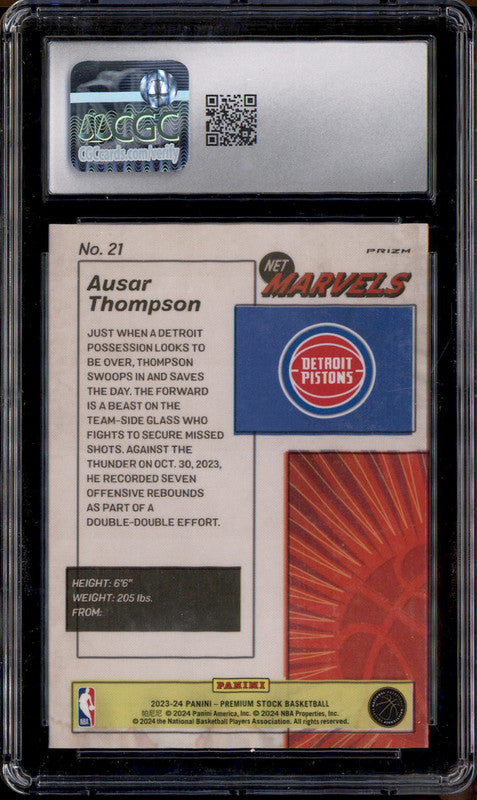 CGC
CGCcards.com/verify
No. 21
PRIZM
NET
MARVELS
Ausar
Thompson
DETROIT
PISTONS
JUST WHEN A DETROIT
POSSESSION LOOKS TO
BE OVER, THOMPSON
SWOOPS IN AND SAVES
THE DAY. THE FORWARD
IS A BEAST ON THE
TEAM-SIDE GLASS WHO
FIGHTS TO SECURE MISSED
SHOTS. AGAINST THE
THUNDER ON OCT. 30, 2023,
HE RECORDED SEVEN
OFFENSIVE REBOUNDS
AS PART OF A
DOUBLE-DOUBLE EFFORT.
HEIGHT: 6'6"
WEIGHT: 205 lbs.
FROM:
PANINI
NBA
2023-24 PANINI – PREMIUM STOCK BASKETBALL
帕尼尼 © 2024 Panini America, Inc. © 2024 NBA Properties, Inc.
© 2024 the National Basketball Players Association. All rights reserved.